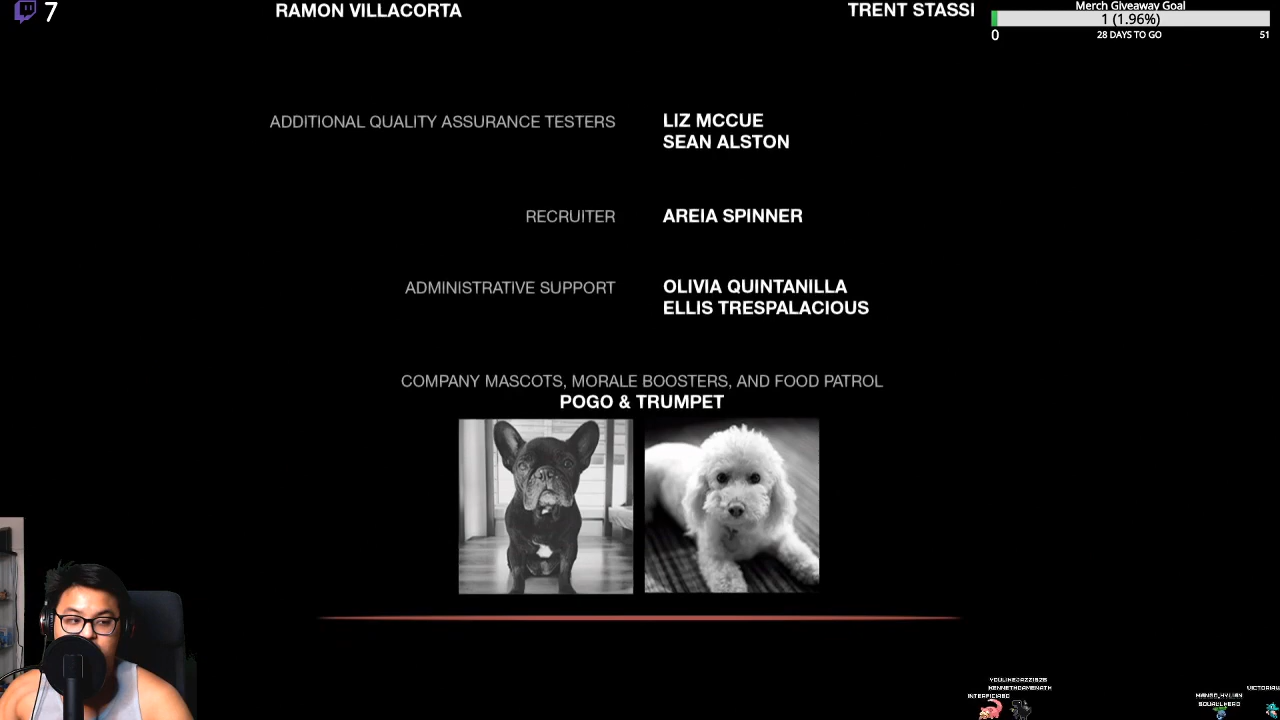 7
RAMON VILLACORTA
TRENT STASSI
Merch Giveaway Goal
1 (1.96%)
0
28 DAYS TO GO
51
ADDITIONAL QUALITY ASSURANCE TESTERS
LIZ MCCUE
SEAN ALSTON
RECRUITER
AREIA SPINNER
ADMINISTRATIVE SUPPORT
OLIVIA QUINTANILLA
ELLIS TRESPALACIOUS
COMPANY MASCOTS, MORALE BOOSTERS, AND FOOD PATROL
POGO & TRUMPET